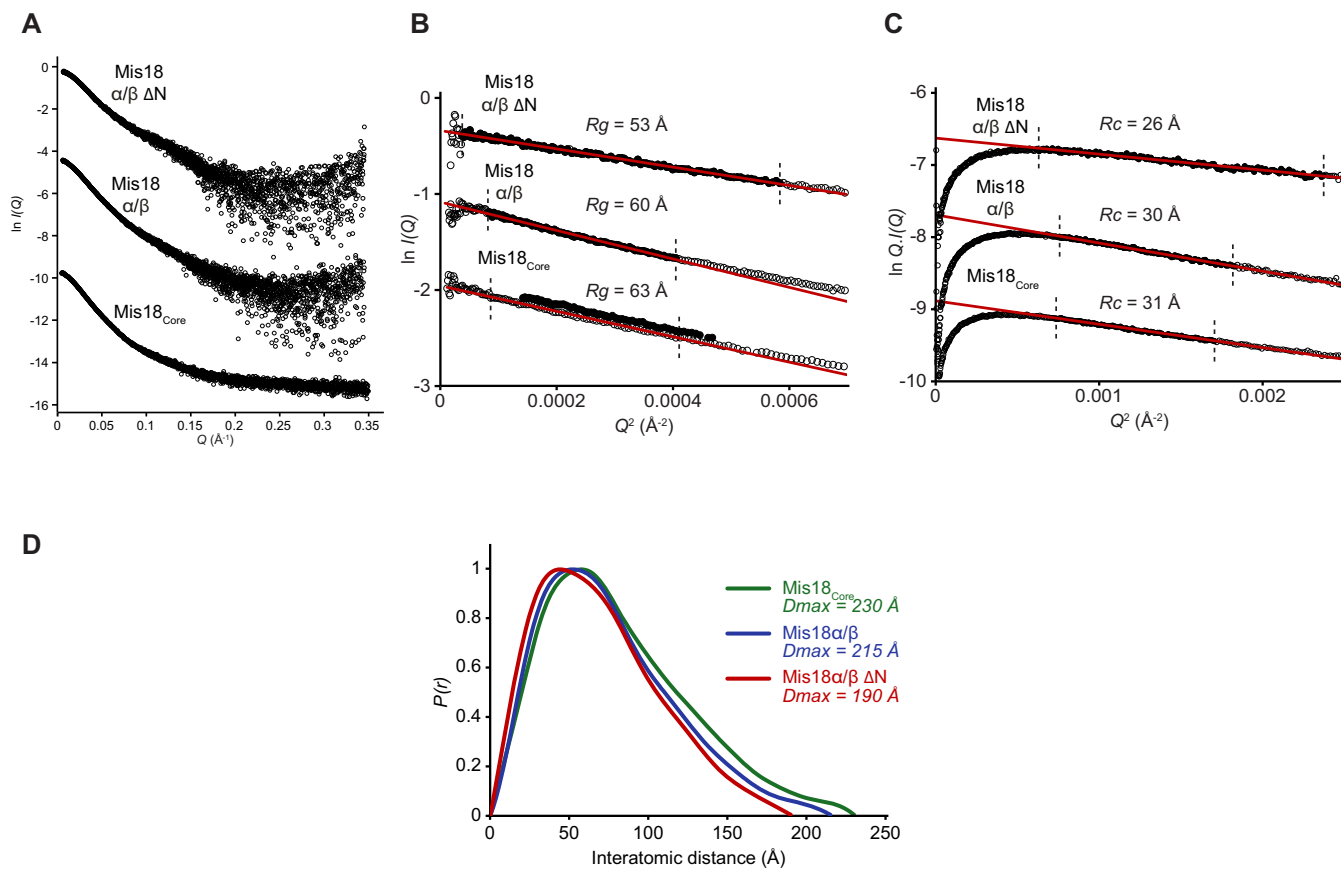 A
0
-2
-4
-6
-8
-10
-12
-14
-16
ln I(Q)
Mis18
α/β ΔN
Mis18
α/β
Mis18Core
0
0.05
0.1
0.15
0.2
0.25
0.3
0.35
Q (Å-1)
B
0
-1
-2
-3
ln I(Q)
Mis18
α/β ΔN
Rg = 53 Å
Mis18
α/β
Rg = 60 Å
Mis18Core
Rg = 63 Å
0
0.0002
0.0004
0.0006
Q2 (Å-2)
C
-6
-7
-8
-9
-10
ln Q.I(Q)
Mis18
α/β ΔN
Rc = 26 Å
Mis18
α/β
Rc = 30 Å
Mis18Core
Rc = 31 Å
0
0.001
0.002
Q2 (Å-2)
D
1
0.8
0.6
0.4
0.2
0
P(r)
Mis18Core
Dmax = 230 Å
Mis18α/β
Dmax = 215 Å
Mis18α/β ΔN
Dmax = 190 Å
0
50
100
150
200
250
Interatomic distance (Å)